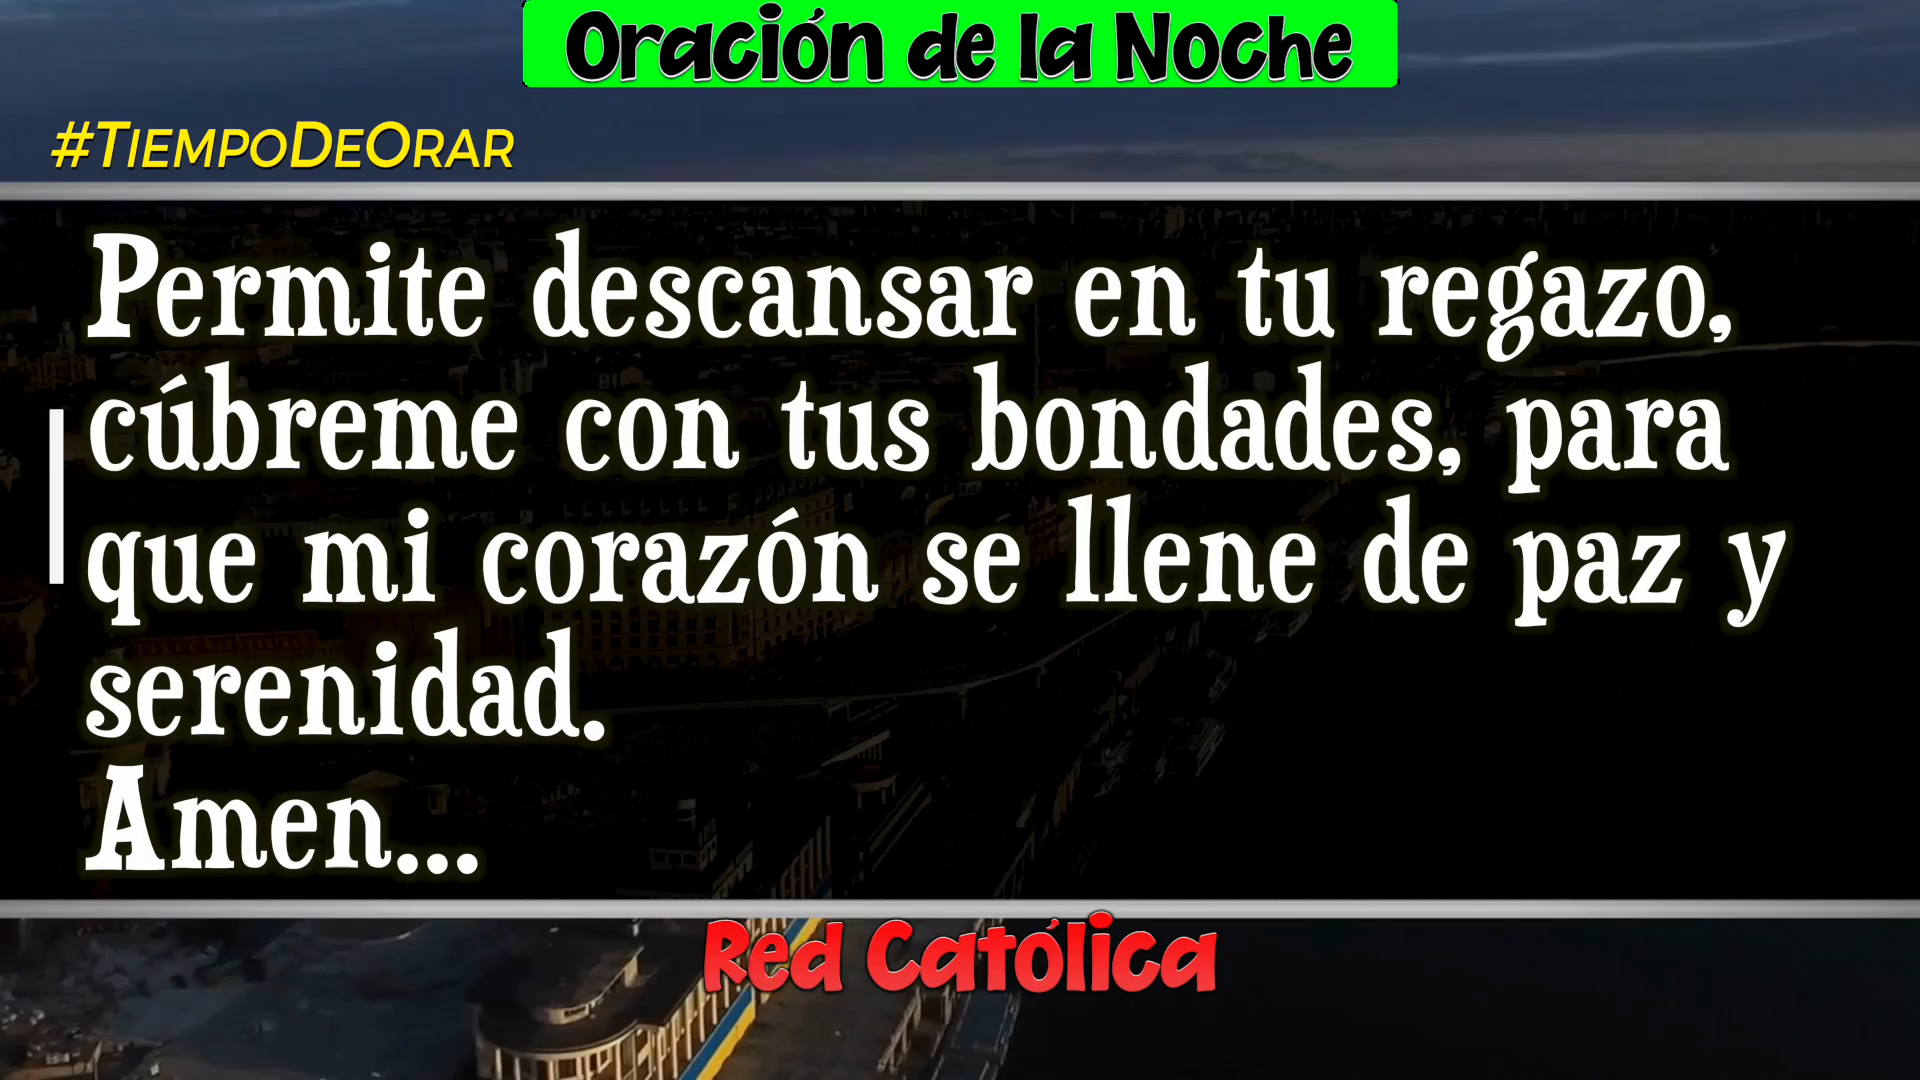 Oración de la Noche
#TiempoDeOrar
Permite descansar en tu regazo,
cúbreme con tus bondades, para
que mi corazón se llene de paz y
serenidad.
Amen...
Red Católica